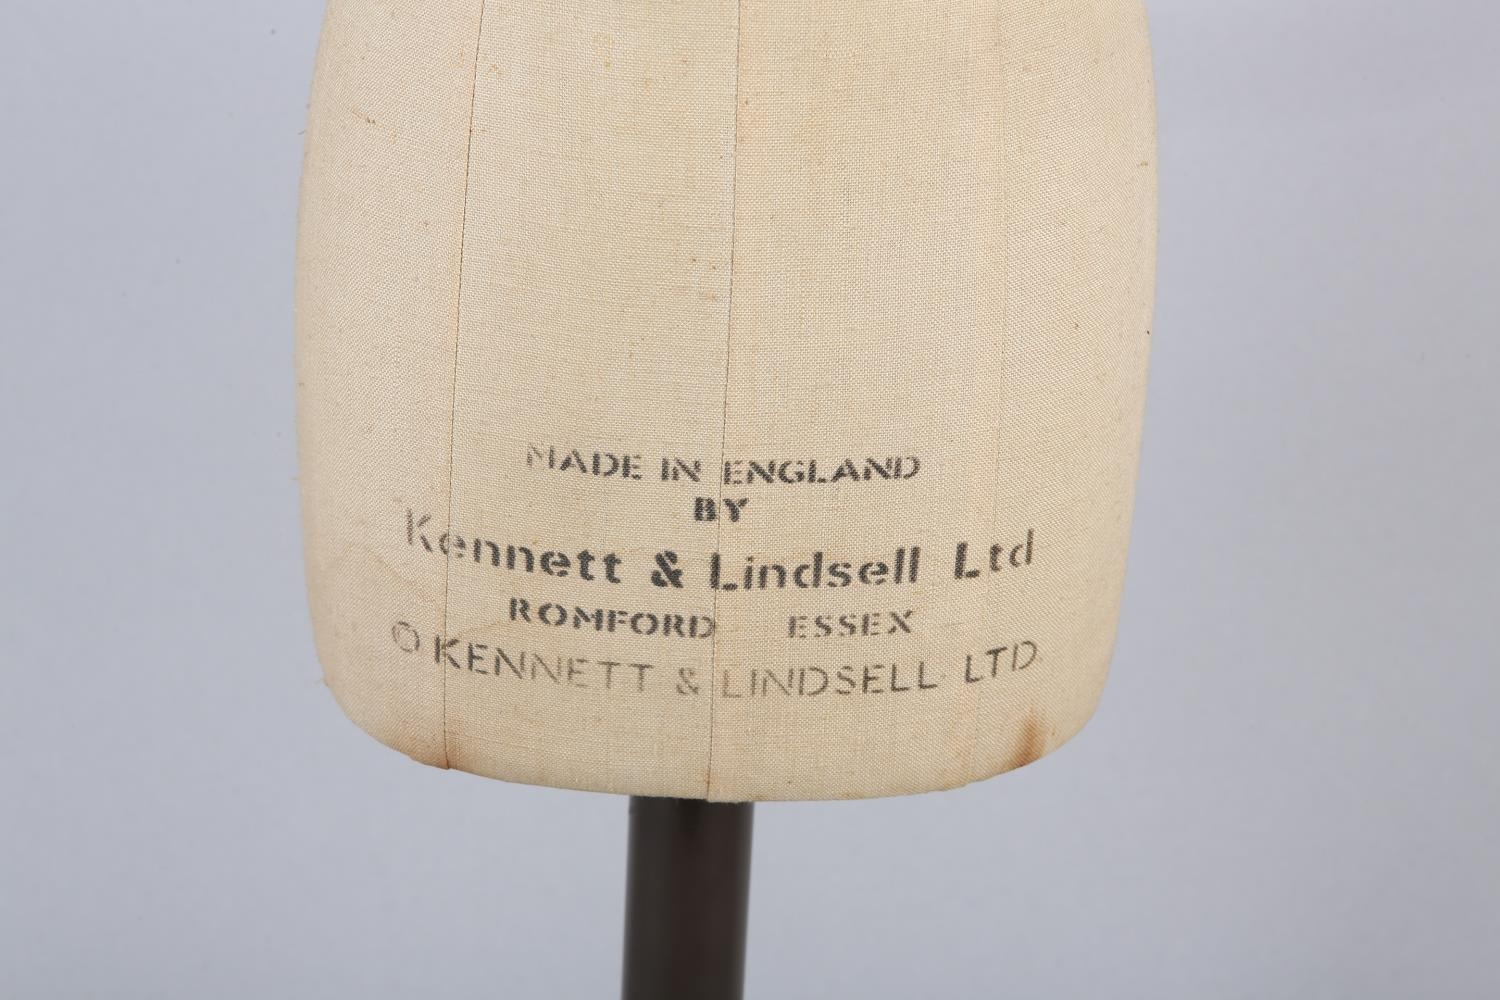 MADE IN ENGLAND
BY
Kennett & Lindsell Ltd
ROMFORD ESSEX
© KENNETT & LINDSELL LTD.